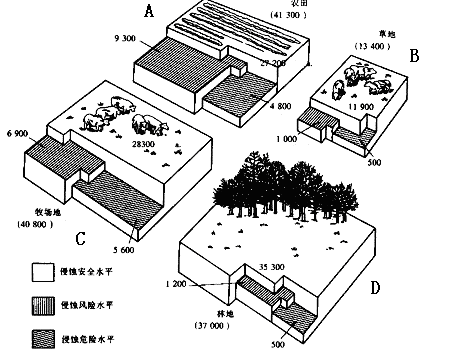 A
农田
(41 300)
9 300
27 200
4 800
草地
(13 400)
B
11 900
1 000
500
6 900
28300
牧场地
(40 800)
C
5 600
35 300
1 200
D
林地
(37 000)
500
侵蚀安全水平
侵蚀风险水平
侵蚀危险水平